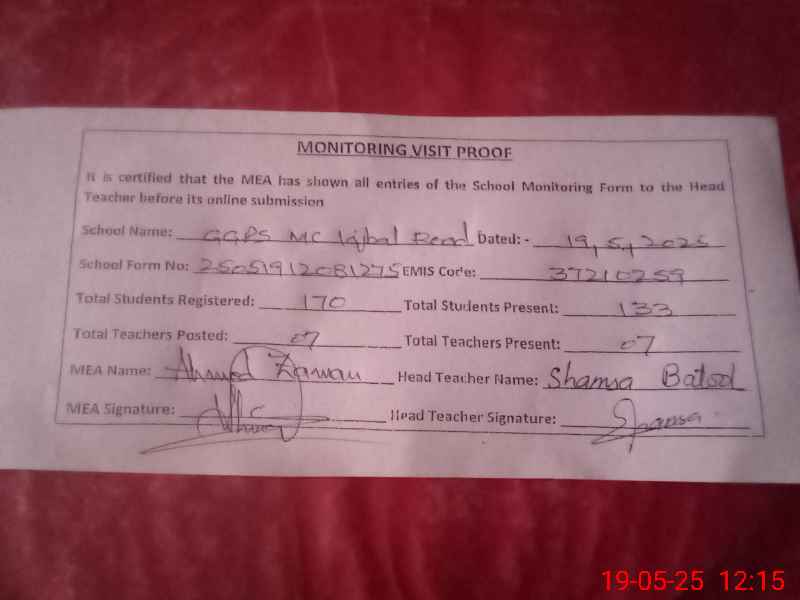 MONITORING VISIT PROOF
It is certified that the MEA has shown all entries of the School Monitoring Form to the Head
Teacher before its online submission
School Name: GGPS MC Iqbal Road Dated: - 19, 5, 2025
School Form No: 25051912081275 EMIS Code: 37210259
Total Students Registered: 170 Total Students Present: 133
Total Teachers Posted: 07 Total Teachers Present: 07
MEA Name: Ahmed Zaman Head Teacher Name: Shamsa Batool
MEA Signature: Head Teacher Signature: Shamsa
19-05-25 12:15